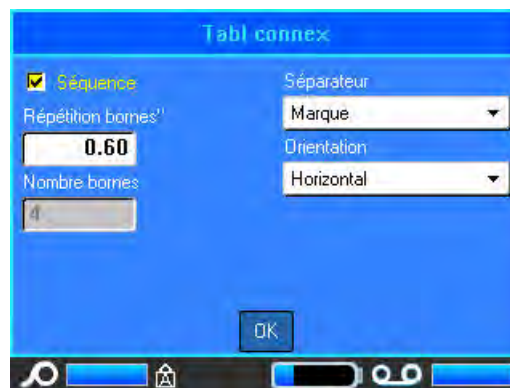 Tabl connex
Séquence
Répétition bornes"
0.60
Nombre bornes
4
Séparateur
Marque
Orientation
Horizontal
OK
A